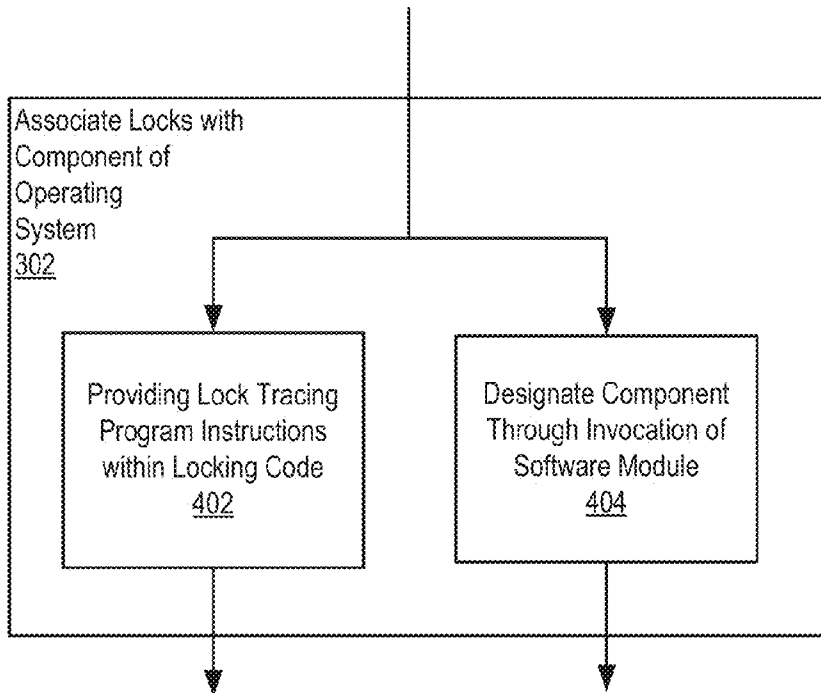 Associate Locks with
Component of
Operating
System
302
Providing Lock Tracing
Program Instructions
within Locking Code
402
Designate Component
Through Invocation of
Software Module
404